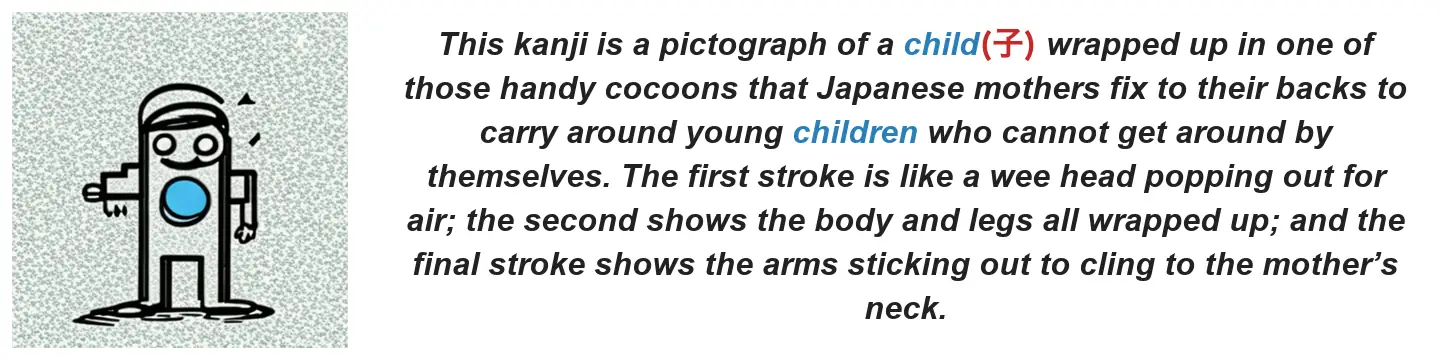 This kanji is a pictograph of a child(子) wrapped up in one of
those handy cocoons that Japanese mothers fix to their backs to
carry around young children who cannot get around by
themselves. The first stroke is like a wee head popping out for
air; the second shows the body and legs all wrapped up; and the
final stroke shows the arms sticking out to cling to the mother’s
neck.